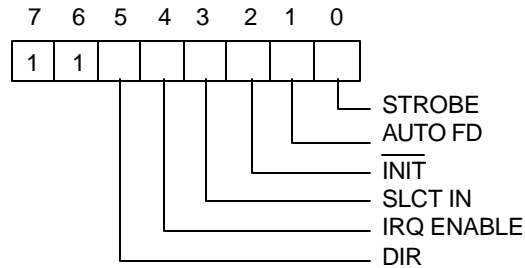 7 6 5 4 3 2 1 0
1 1
STROBE
AUTO FD
INIT
SLCT IN
IRQ ENABLE
DIR